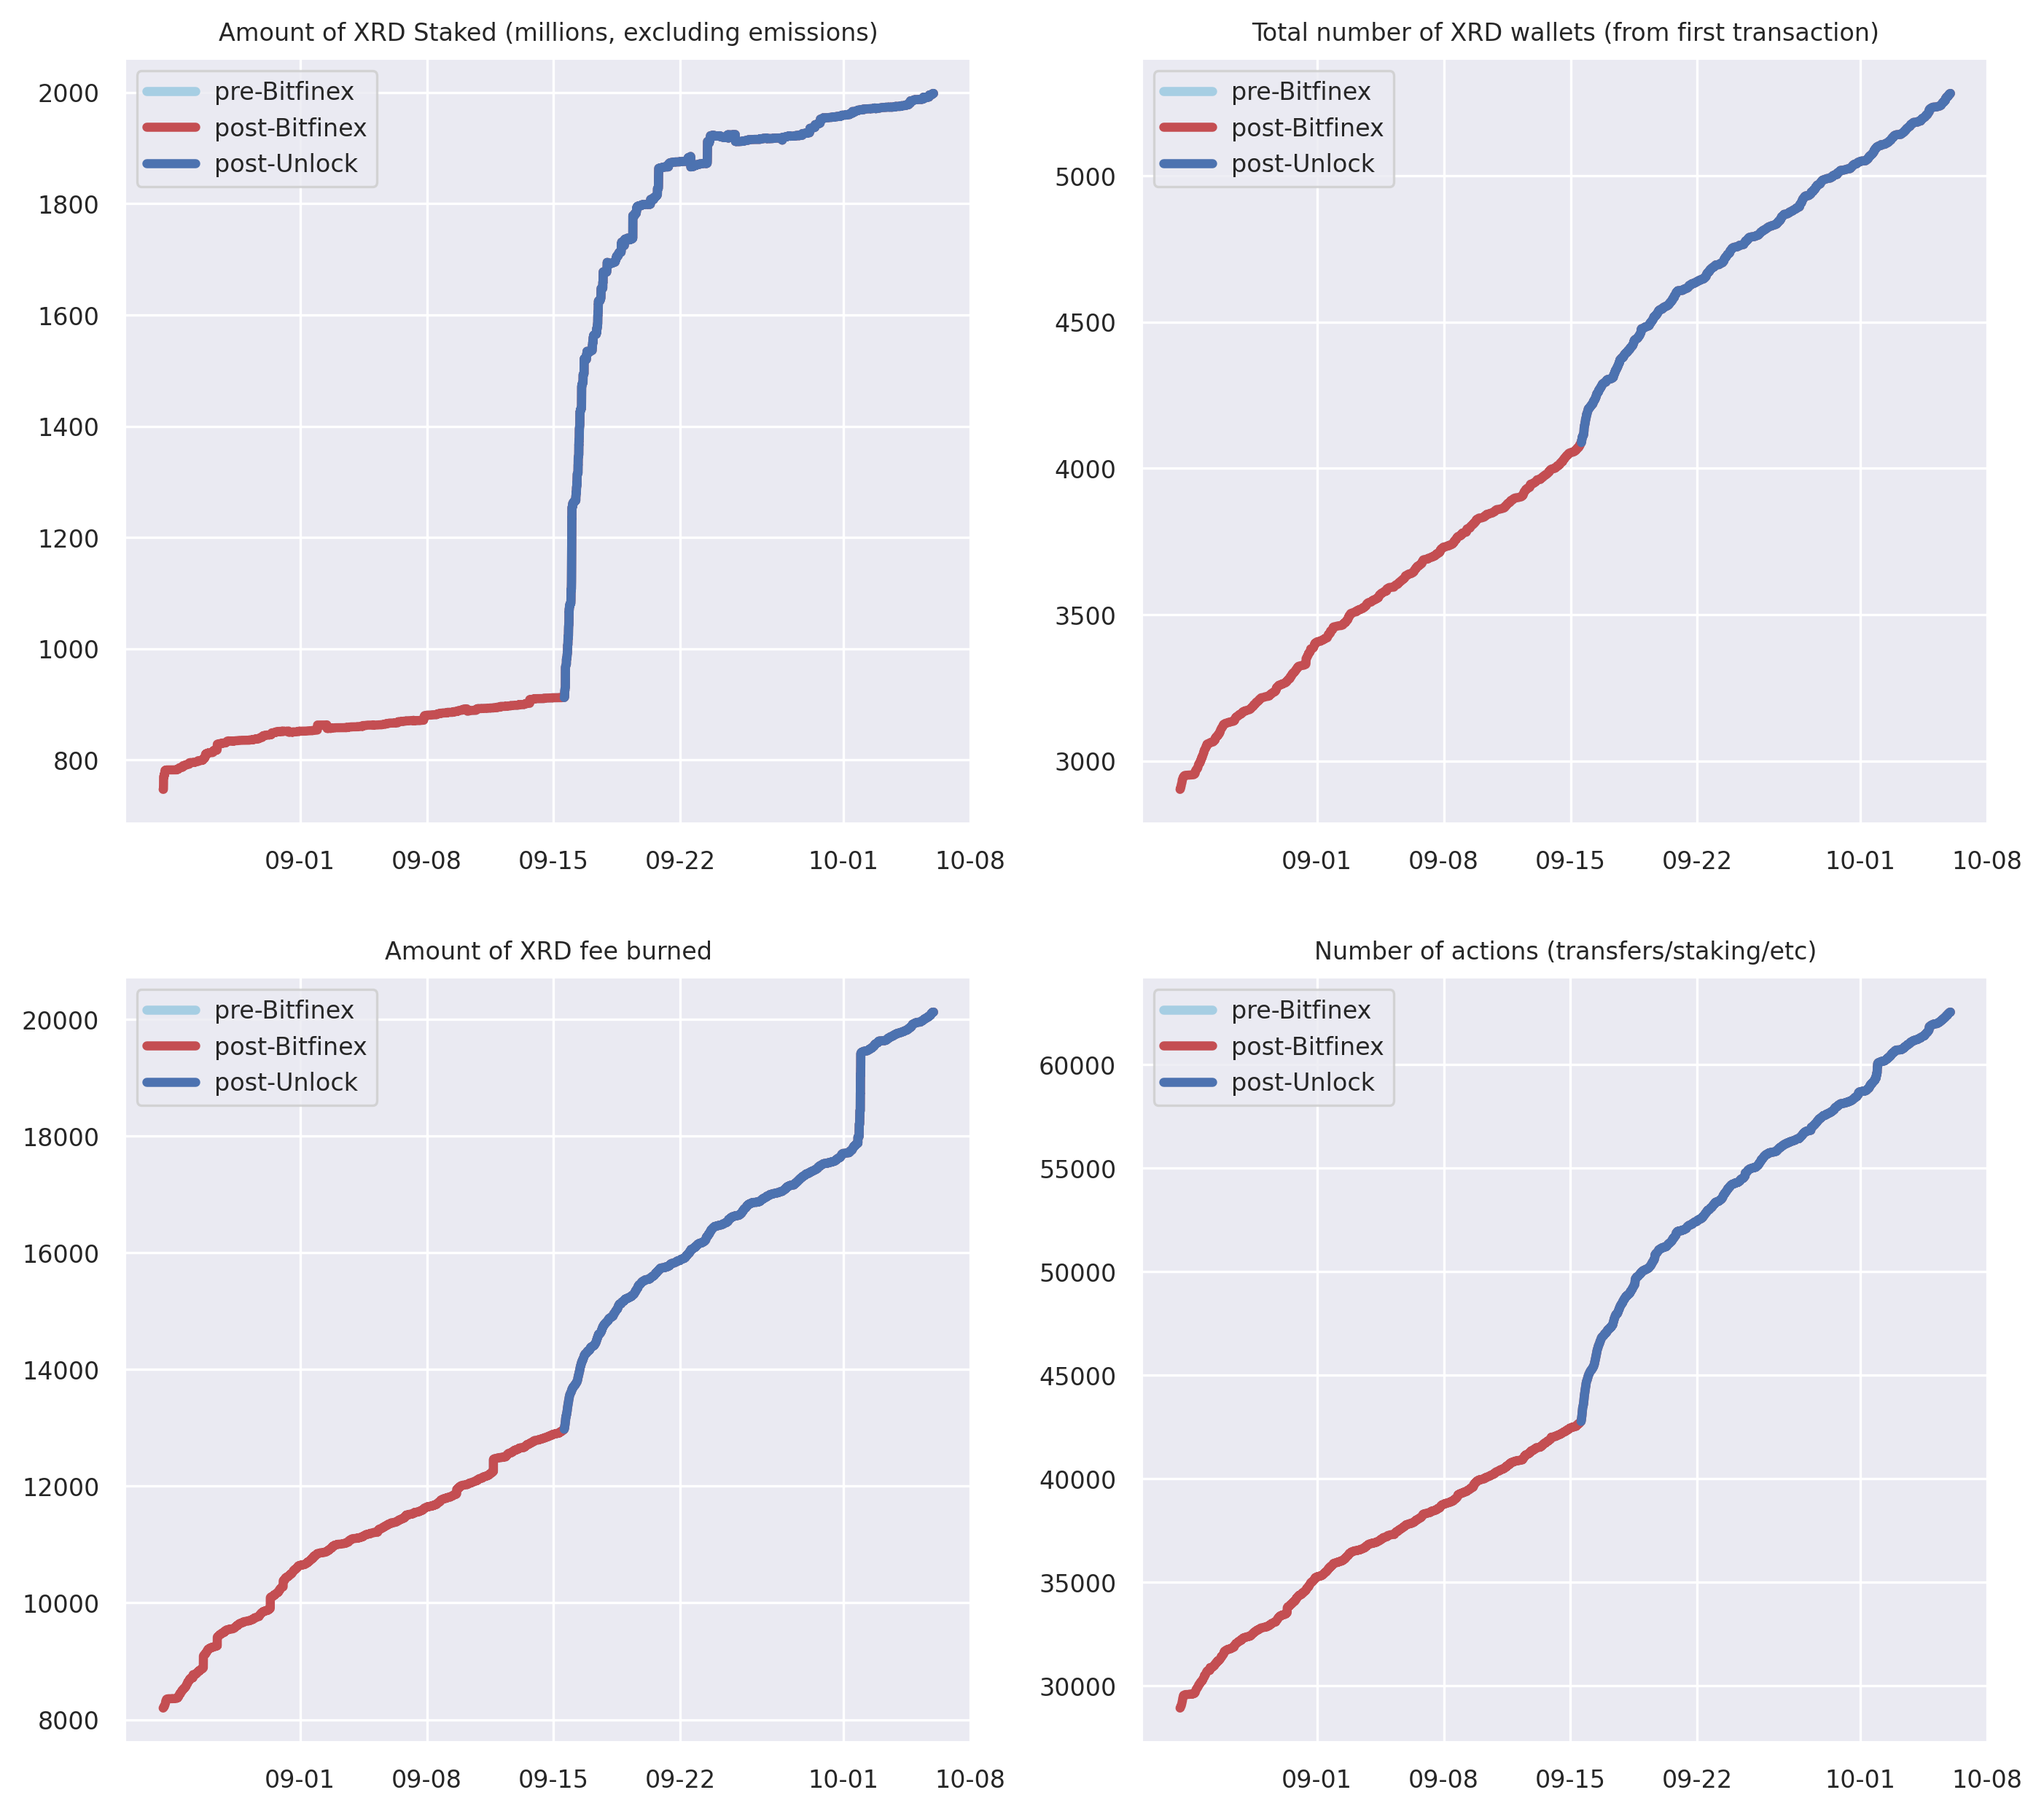 Amount of XRD Staked (millions, excluding emissions)
pre-Bitfinex
post-Bitfinex
post-Unlock
2000
1800
1600
1400
1200
1000
800
09-01 09-08 09-15 09-22 10-01 10-08
Total number of XRD wallets (from first transaction)
pre-Bitfinex
post-Bitfinex
post-Unlock
5000
4500
4000
3500
3000
09-01 09-08 09-15 09-22 10-01 10-08
Amount of XRD fee burned
pre-Bitfinex
post-Bitfinex
post-Unlock
20000
18000
16000
14000
12000
10000
8000
09-01 09-08 09-15 09-22 10-01 10-08
Number of actions (transfers/staking/etc)
pre-Bitfinex
post-Bitfinex
post-Unlock
60000
55000
50000
45000
40000
35000
30000
09-01 09-08 09-15 09-22 10-01 10-08